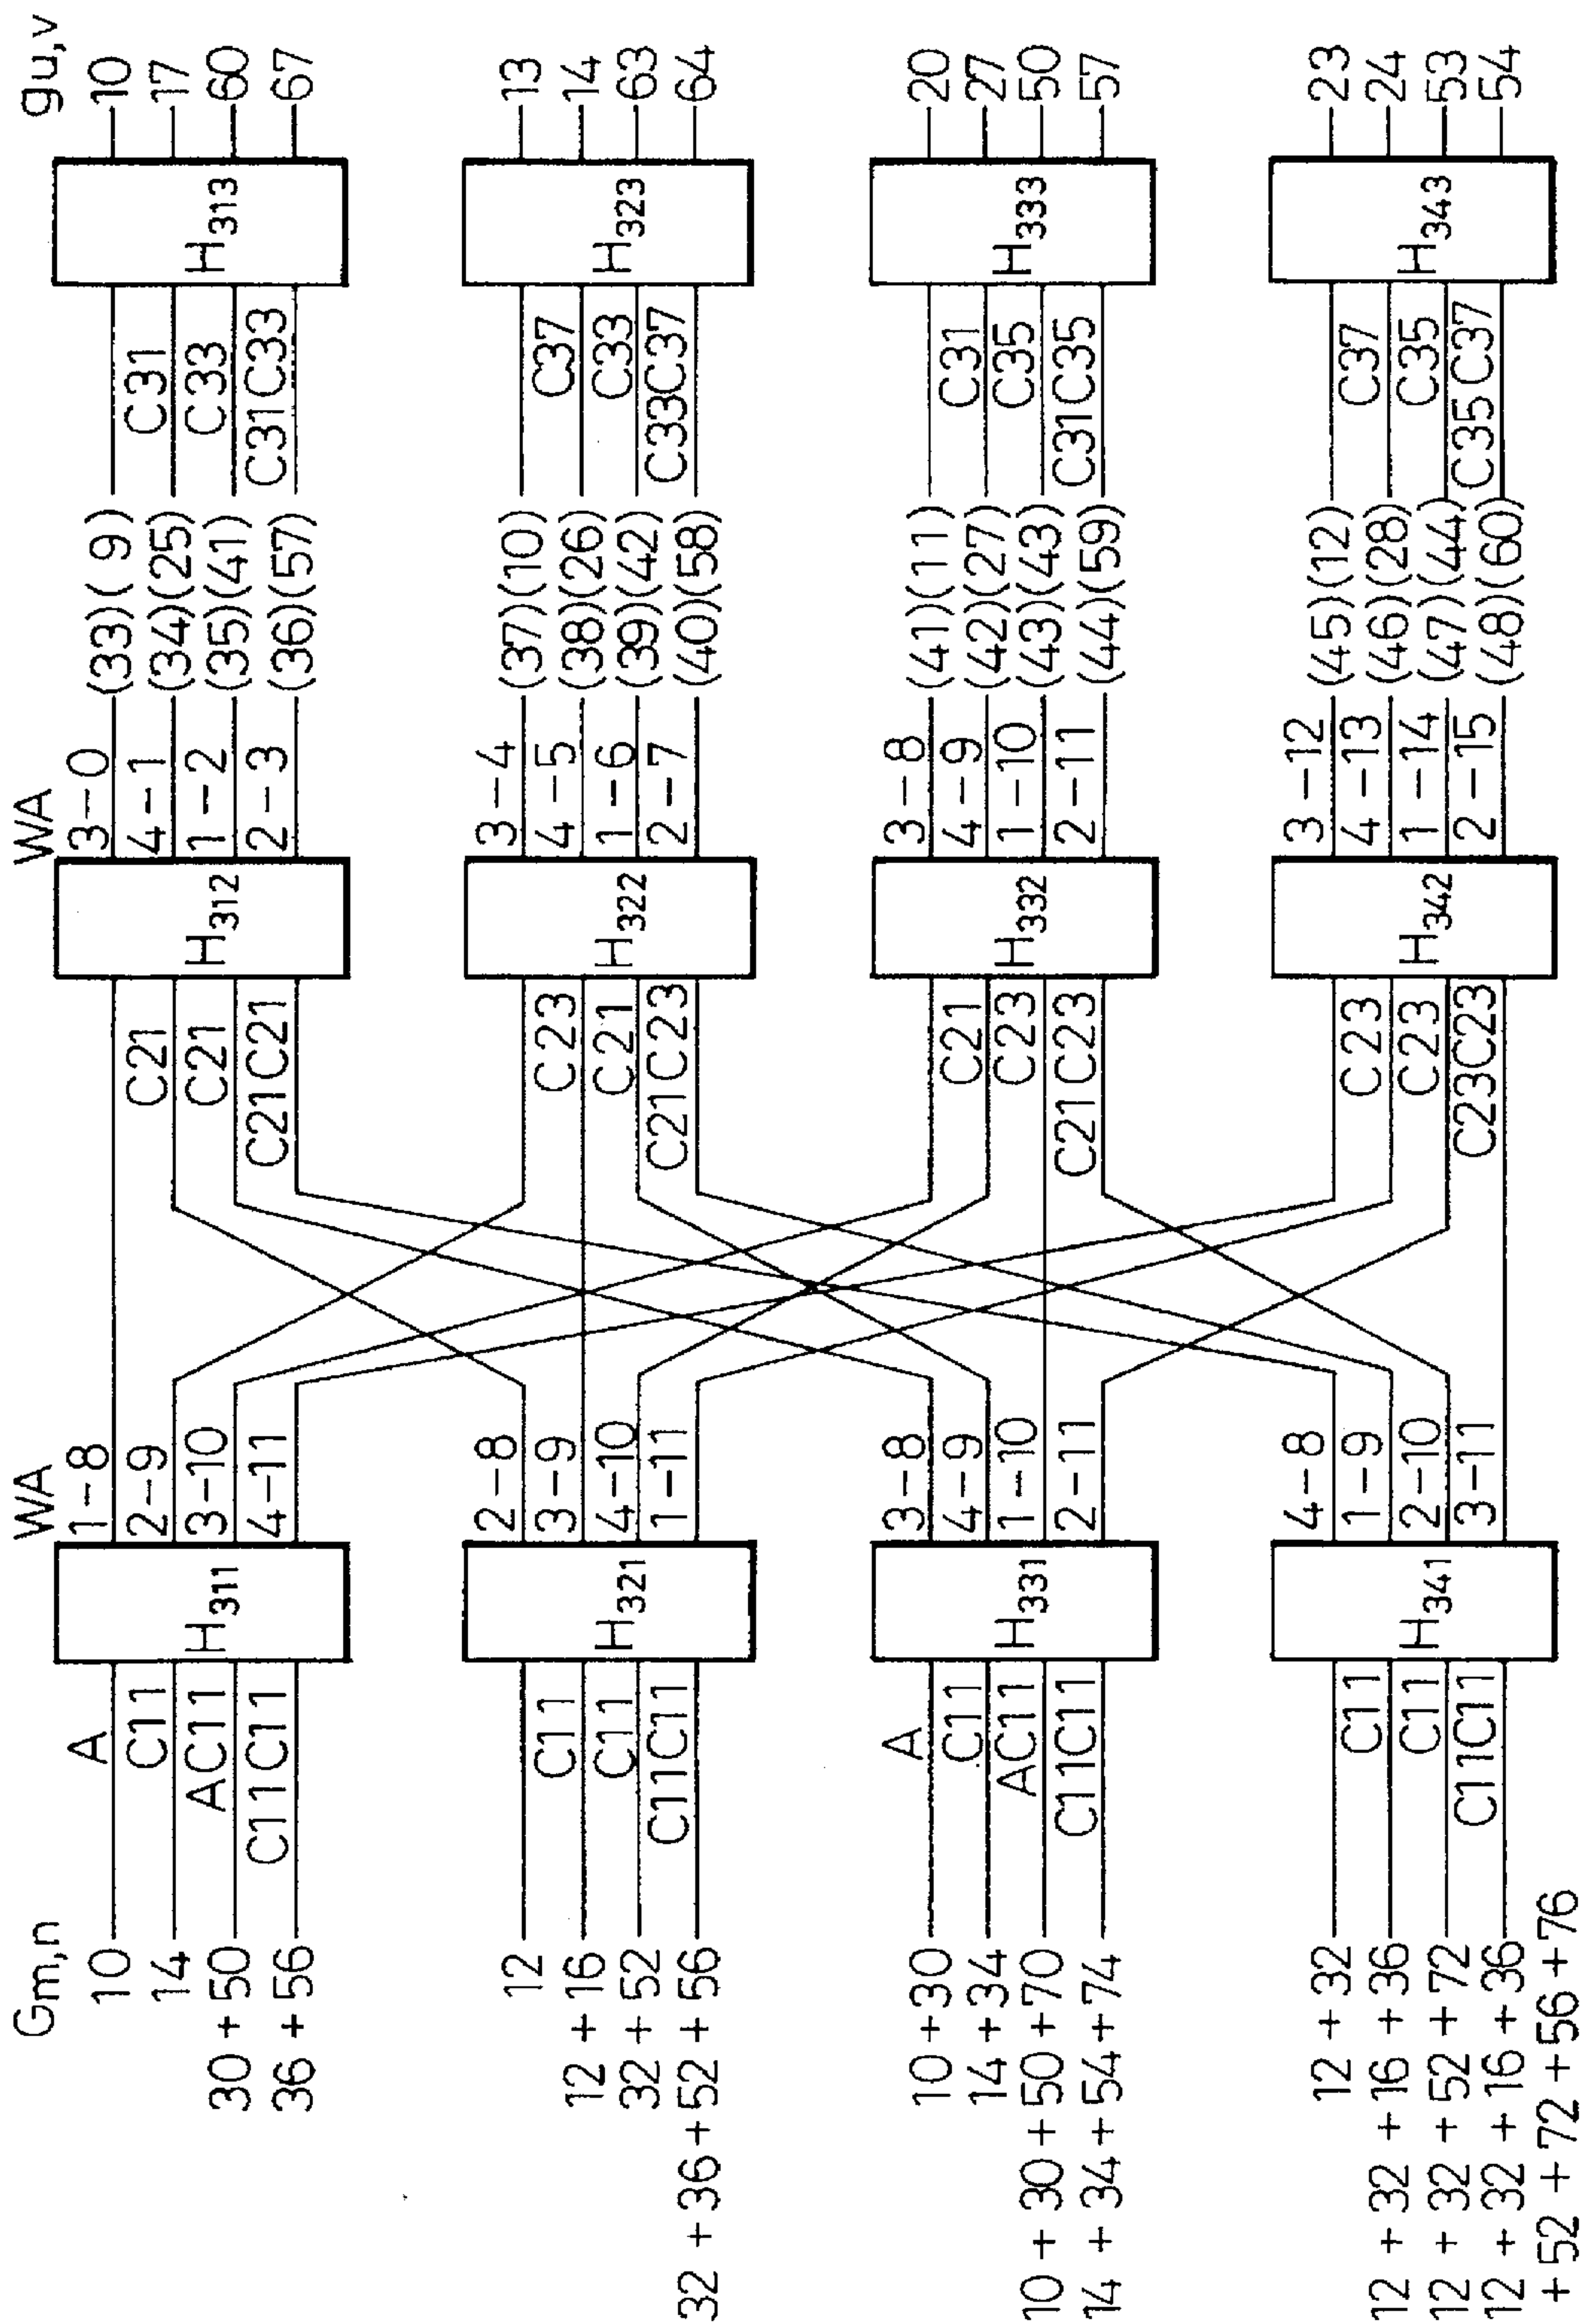 Gm,n WA WA gu,v
10 A 1-8 3-0 (33)( 9) 10
14 C11 2-9 C21 4-1 (34)(25) C31 17
30+50 AC11 3-10 C21 1-2 (35)(41) C33 60
36+56 C11C11 4-11 C21C21 2-3 (36)(57) C31C33 67
H311 H312 H313
12 2-8 3-4 (37)(10) 13
12+16 C11 3-9 C23 4-5 (38)(26) C37 14
32+52 C11 4-10 C21 1-6 (39)(42) C33 63
32+36+52+56 C11C11 1-11 C21C23 2-7 (40)(58) C33C37 64
H321 H322 H323
10+30 A 3-8 3-8 (41)(11) 20
14+34 C11 4-9 C21 4-9 (42)(27) C31 27
10+30+50+70 AC11 1-10 C23 1-10 (43)(43) C35 50
14+34+54+74 C11C11 2-11 C21C23 2-11 (44)(59) C31C35 57
H331 H332 H333
12+32 4-8 3-12 (45)(12) 23
12+32+16+36 C11 1-9 C23 4-13 (46)(28) C37 24
12+32+52+72 C11 2-10 C23 1-14 (47)(44) C35 53
12+32+16+36 C11C11 3-11 C23C23 2-15 (48)(60) C35C37 54
+52+72+56+76
H341 H342 H343